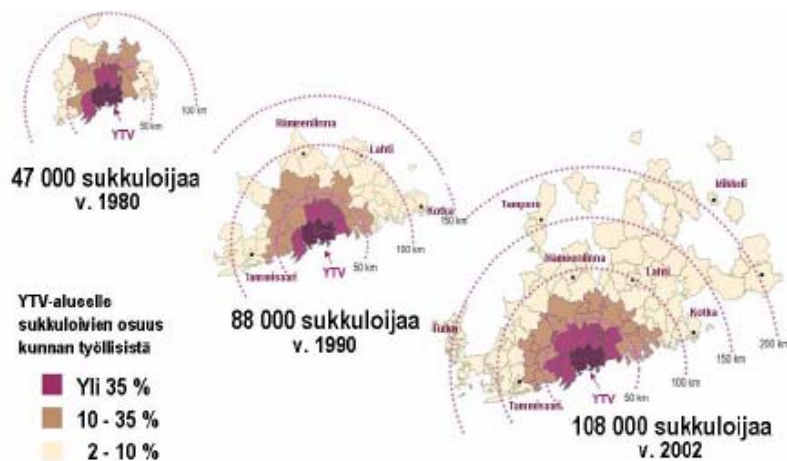 YTV
50 km
100 km
47 000 sukkuloijaa
v. 1980
Hämeenlinna
Lahti
Kotka
150 km
100 km
50 km
Tammisaari
YTV
88 000 sukkuloijaa
v. 1990
Mikkeli
Tampere
Hämeenlinna
Lahti
Kotka
Turku
200 km
150 km
100 km
50 km
Tammisaari
YTV
108 000 sukkuloijaa
v. 2002
YTV-alueelle
sukkuloivien osuus
kunnan työllisistä
Yli 35 %
10 - 35 %
2 - 10 %